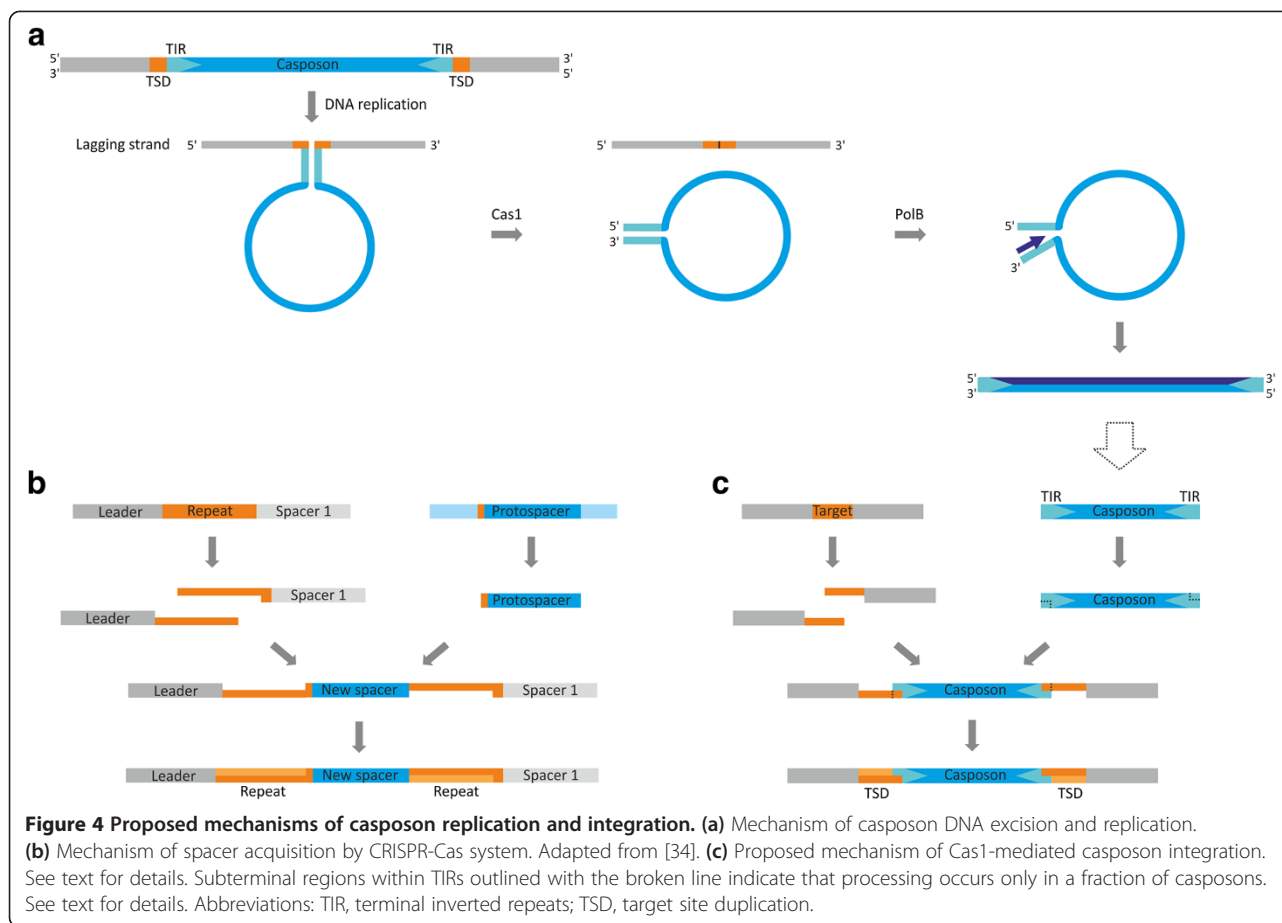 a
TIR TIR
5' 3'
Casposon
3' 5'
TSD TSD
DNA replication
Lagging strand 5' 3' 5' 3'
Cas1 PolB
5' 5'
3' 3'
5' 3'
3' 5'
b
Leader Repeat Spacer 1 Protospacer
Spacer 1 Protospacer
Leader
Leader New spacer Spacer 1
Leader New spacer Spacer 1
Repeat Repeat
c
TIR TIR
Target Casposon
Casposon
Casposon
Casposon
TSD TSD
Figure 4 Proposed mechanisms of casposon replication and integration. (a) Mechanism of casposon DNA excision and replication.
(b) Mechanism of spacer acquisition by CRISPR-Cas system. Adapted from [34]. (c) Proposed mechanism of Cas1-mediated casposon integration.
See text for details. Subterminal regions within TIRs outlined with the broken line indicate that processing occurs only in a fraction of casposons.
See text for details. Abbreviations: TIR, terminal inverted repeats; TSD, target site duplication.